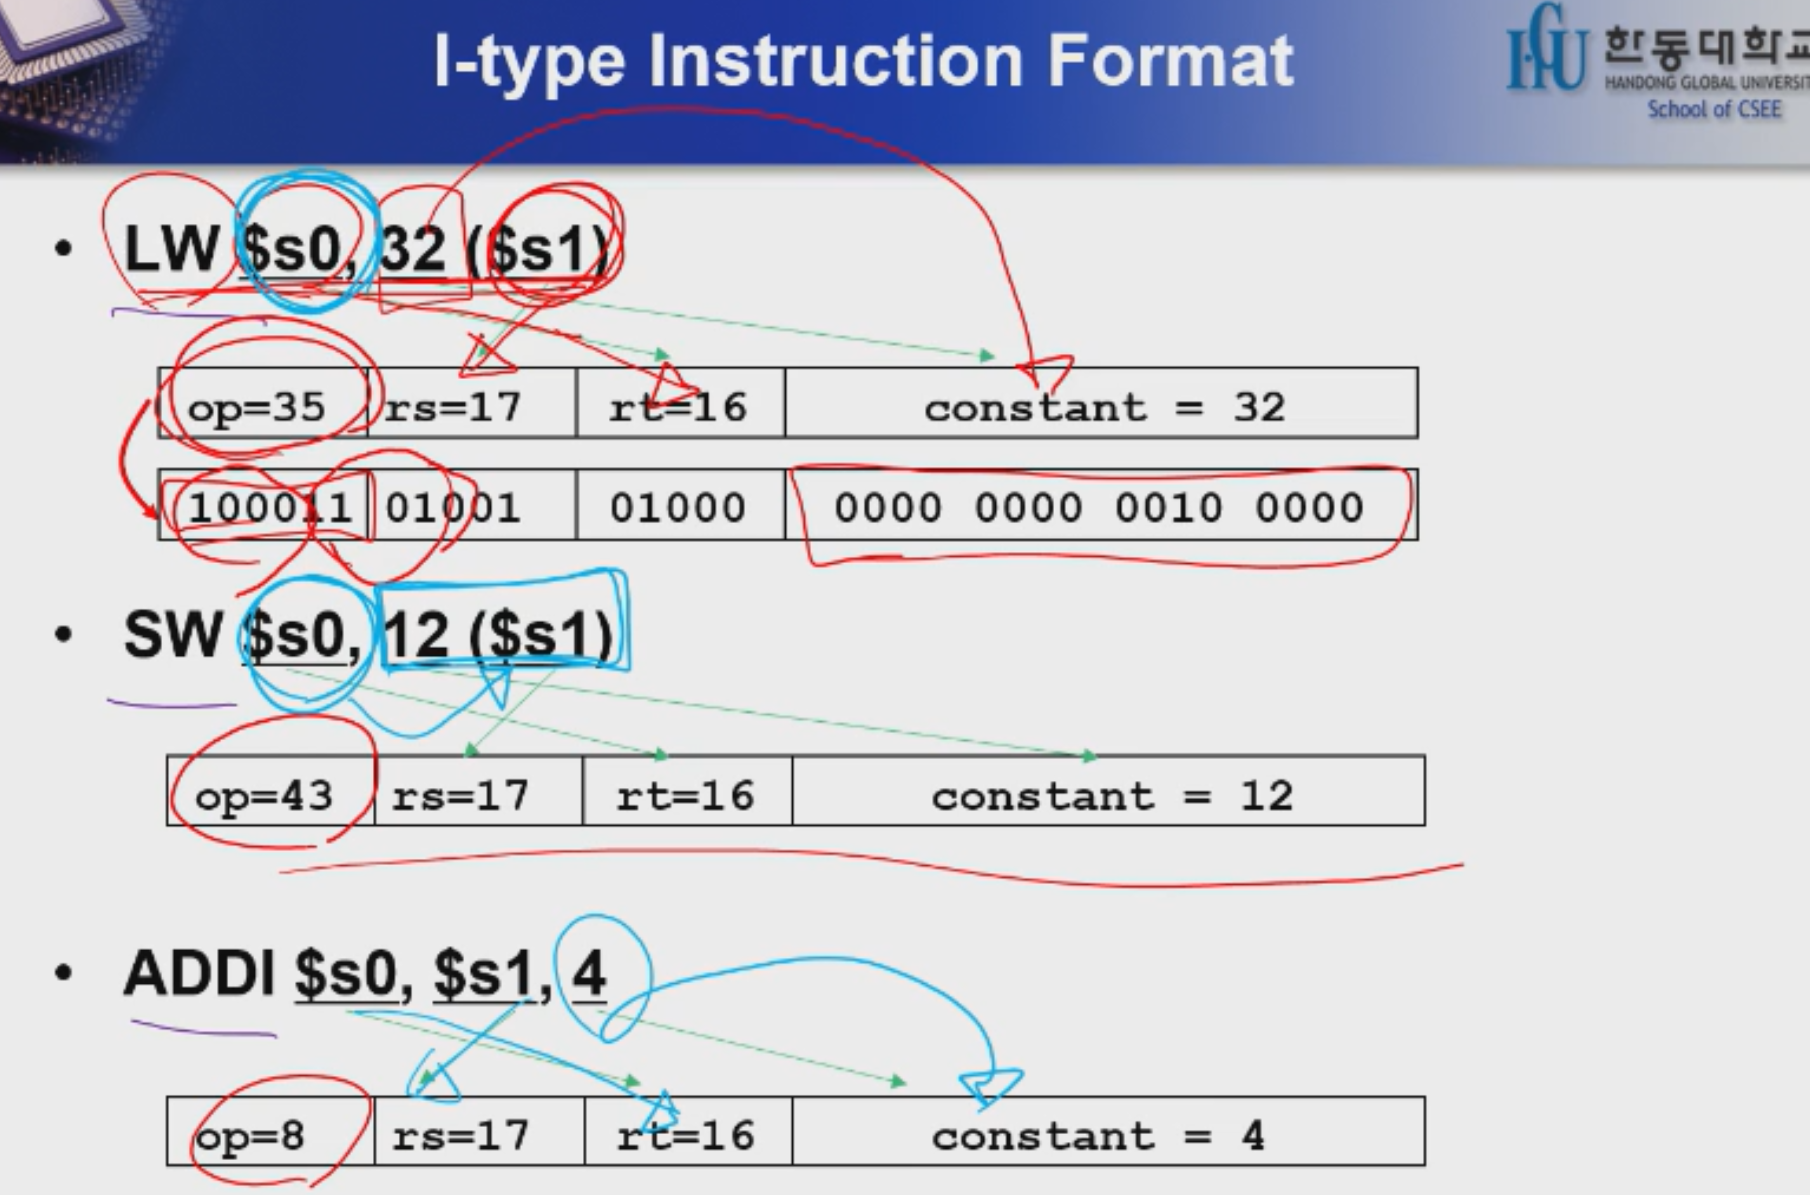 I-type Instruction Format
한동대학교
HANDONG GLOBAL UNIVERSIT
School of CSEE
• LW $s0, 32 ($s1)
op=35 rs=17 rt=16 constant = 32
100011 01001 01000 0000 0000 0010 0000
• SW $s0, 12 ($s1)
op=43 rs=17 rt=16 constant = 12
• ADDI $s0, $s1, 4
op=8 rs=17 rt=16 constant = 4